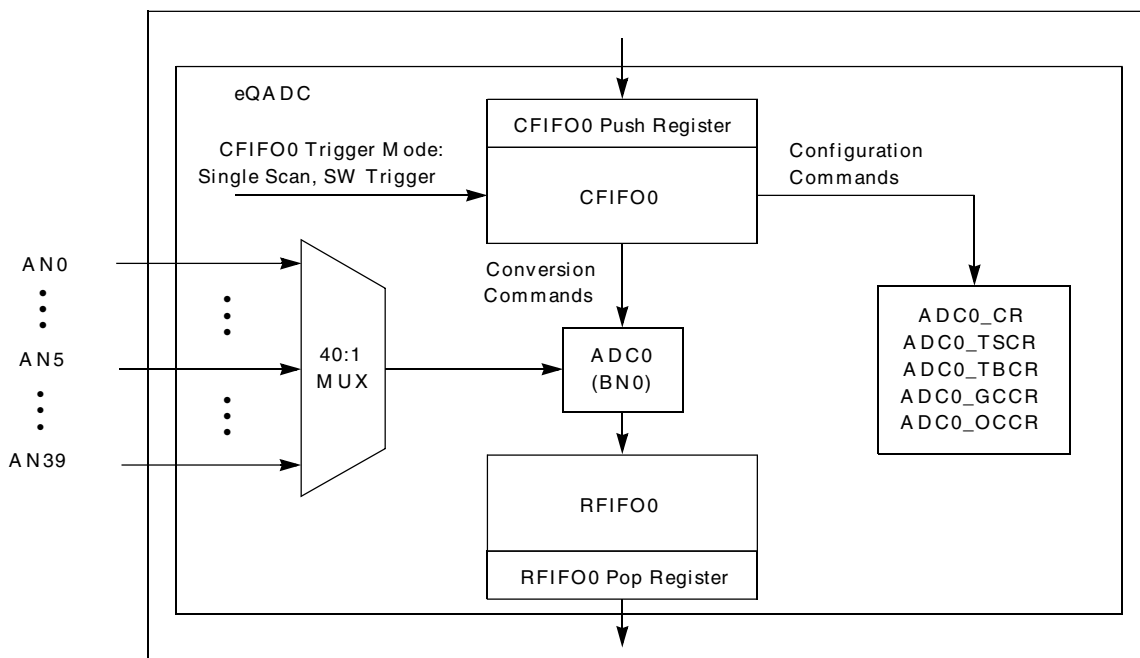 eQADC
CFIFO0 Push Register
CFIFO0 Trigger Mode:
Single Scan, SW Trigger
CFIFO0
Configuration
Commands
Conversion
Commands
AN0
AN5
AN39
40:1
MUX
ADC0
(BN0)
ADC0_CR
ADC0_TSCR
ADC0_TBCR
ADC0_GCCR
ADC0_OCCR
RFIFO0
RFIFO0 Pop Register